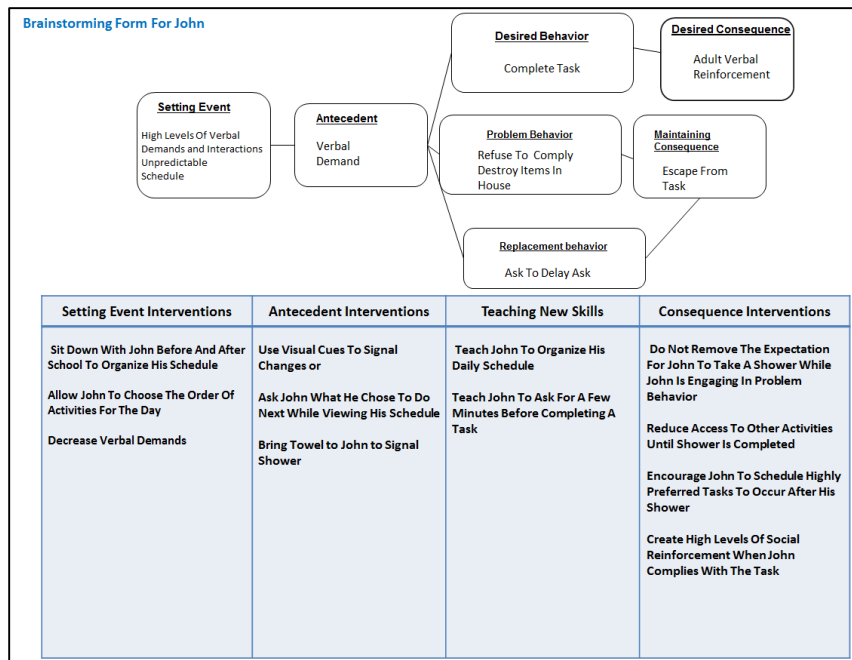 Brainstorming Form For John
Desired Behavior
Complete Task
Desired Consequence
Adult Verbal
Reinforcement
Setting Event
High Levels Of Verbal
Demands and Interactions
Unpredictable
Schedule
Antecedent
Verbal
Demand
Problem Behavior
Refuse To Comply
Destroy Items In
House
Maintaining
Consequence
Escape From
Task
Replacement behavior
Ask To Delay Ask
Setting Event Interventions
Sit Down With John Before And After
School To Organize His Schedule
Allow John To Choose The Order Of
Activities For The Day
Decrease Verbal Demands
Antecedent Interventions
Use Visual Cues To Signal
Changes or
Ask John What He Chose To Do
Next While Viewing His Schedule
Bring Towel to John to Signal
Shower
Teaching New Skills
Teach John To Organize His
Daily Schedule
Teach John To Ask For A Few
Minutes Before Completing A
Task
Consequence Interventions
Do Not Remove The Expectation
For John To Take A Shower While
John Is Engaging In Problem
Behavior
Reduce Access To Other Activities
Until Shower Is Completed
Encourage John To Schedule Highly
Preferred Tasks To Occur After His
Shower
Create High Levels Of Social
Reinforcement When John
Complies With The Task